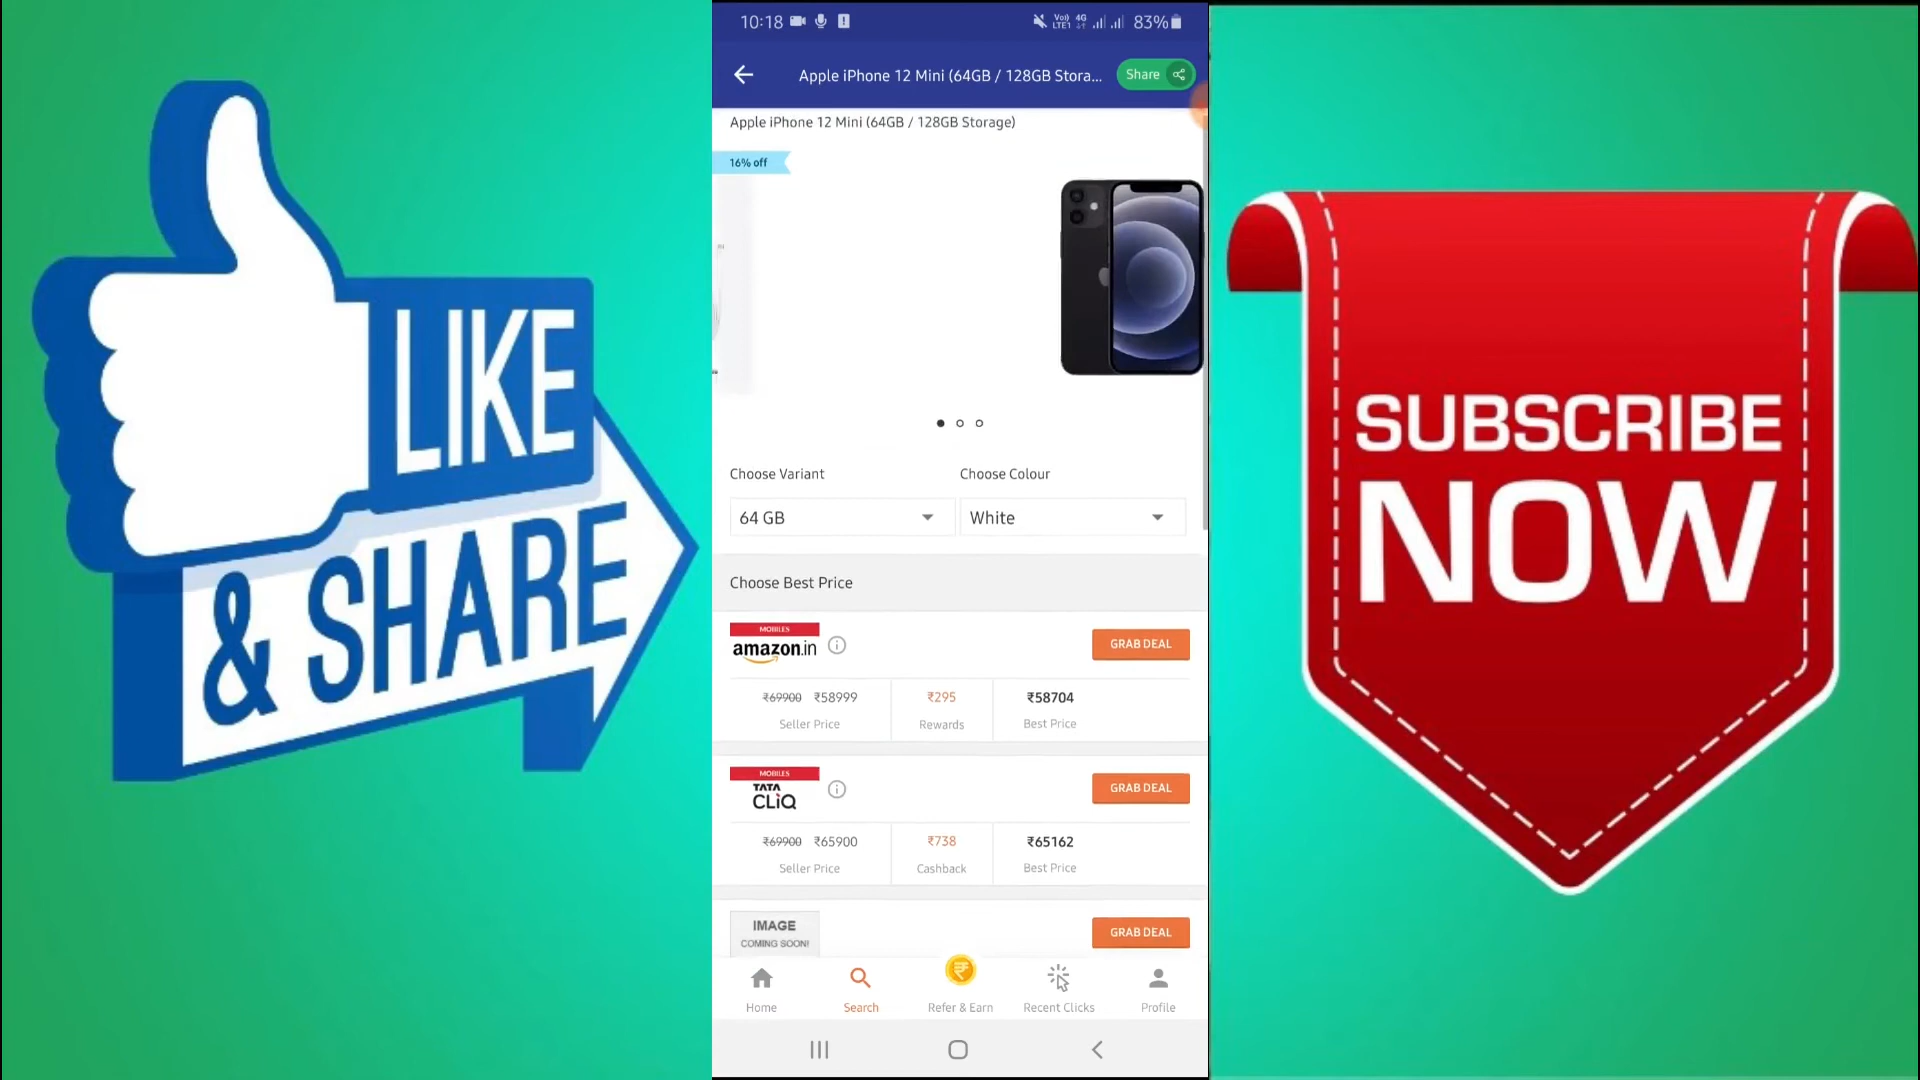 LIKE
& SHARE
10:18
Vo)) 4G
LTE1
83%
Apple iPhone 12 Mini (64GB / 128GB Stora...
Share
Apple iPhone 12 Mini (64GB / 128GB Storage)
16% off
Choose Variant
Choose Colour
64 GB
White
Choose Best Price
MOBILES
amazon.in
GRAB DEAL
₹69900 ₹58999
₹295
₹58704
Seller Price
Rewards
Best Price
MOBILES
TATA
CLiQ
GRAB DEAL
₹69900 ₹65900
₹738
₹65162
Seller Price
Cashback
Best Price
IMAGE
COMING SOON!
GRAB DEAL
Home
Search
Refer & Earn
Recent Clicks
Profile
SUBSCRIBE
NOW